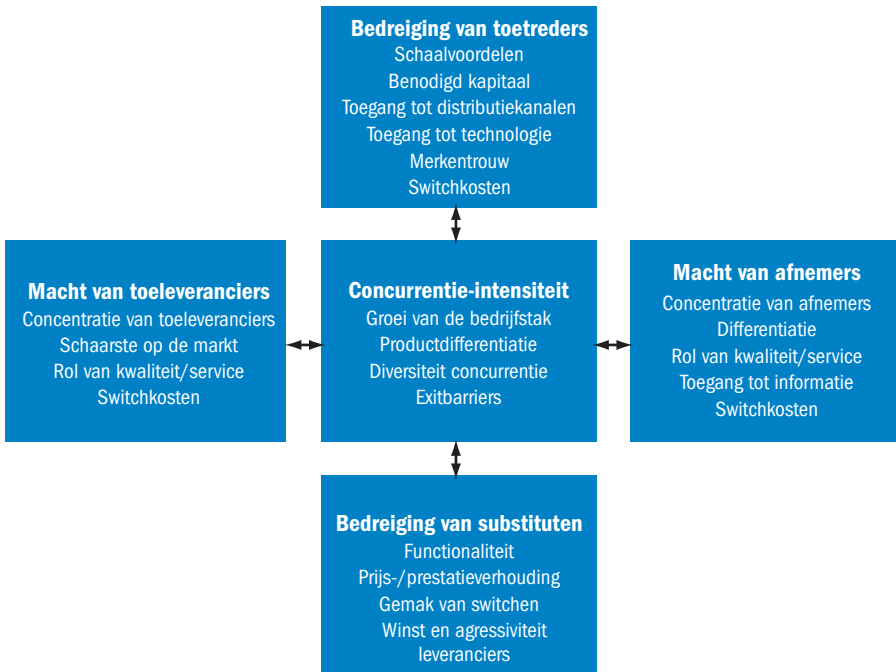 Bedreiging van toetreders
Schaalvoordelen
Benodigd kapitaal
Toegang tot distributiekanalen
Toegang tot technologie
Merkentrouw
Switchkosten
Macht van toeleveranciers
Concentratie van toeleveranciers
Schaarste op de markt
Rol van kwaliteit/service
Switchkosten
Concurrentie-intensiteit
Groei van de bedrijfstak
Productdifferentiatie
Diversiteit concurrentie
Exitbarriers
Macht van afnemers
Concentratie van afnemers
Differentiatie
Rol van kwaliteit/service
Toegang tot informatie
Switchkosten
Bedreiging van substituten
Functionaliteit
Prijs-/prestatieverhouding
Gemak van switchen
Winst en agressiviteit
leveranciers